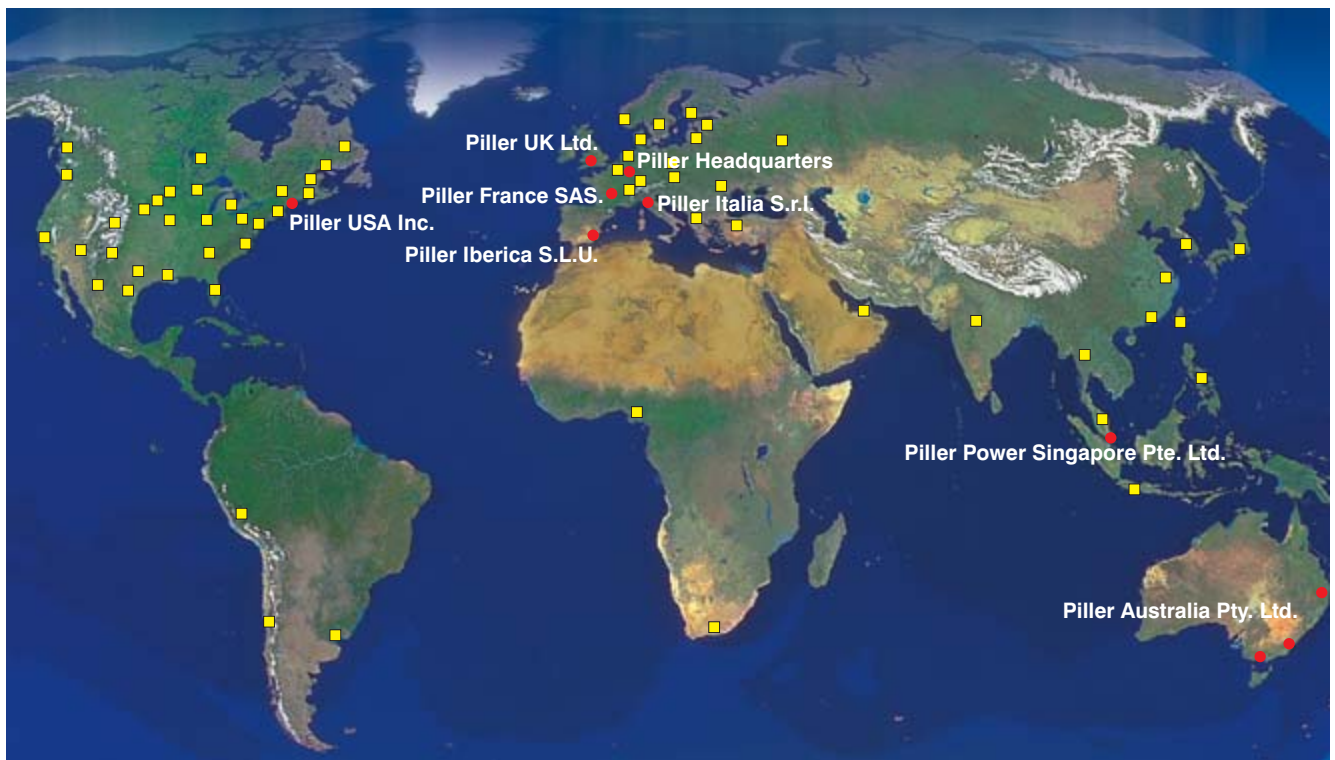 Piller UK Ltd.
Piller Headquarters
Piller France SAS.
Piller Italia S.r.l.
Piller USA Inc.
Piller Iberica S.L.U.
Piller Power Singapore Pte. Ltd.
Piller Australia Pty. Ltd.